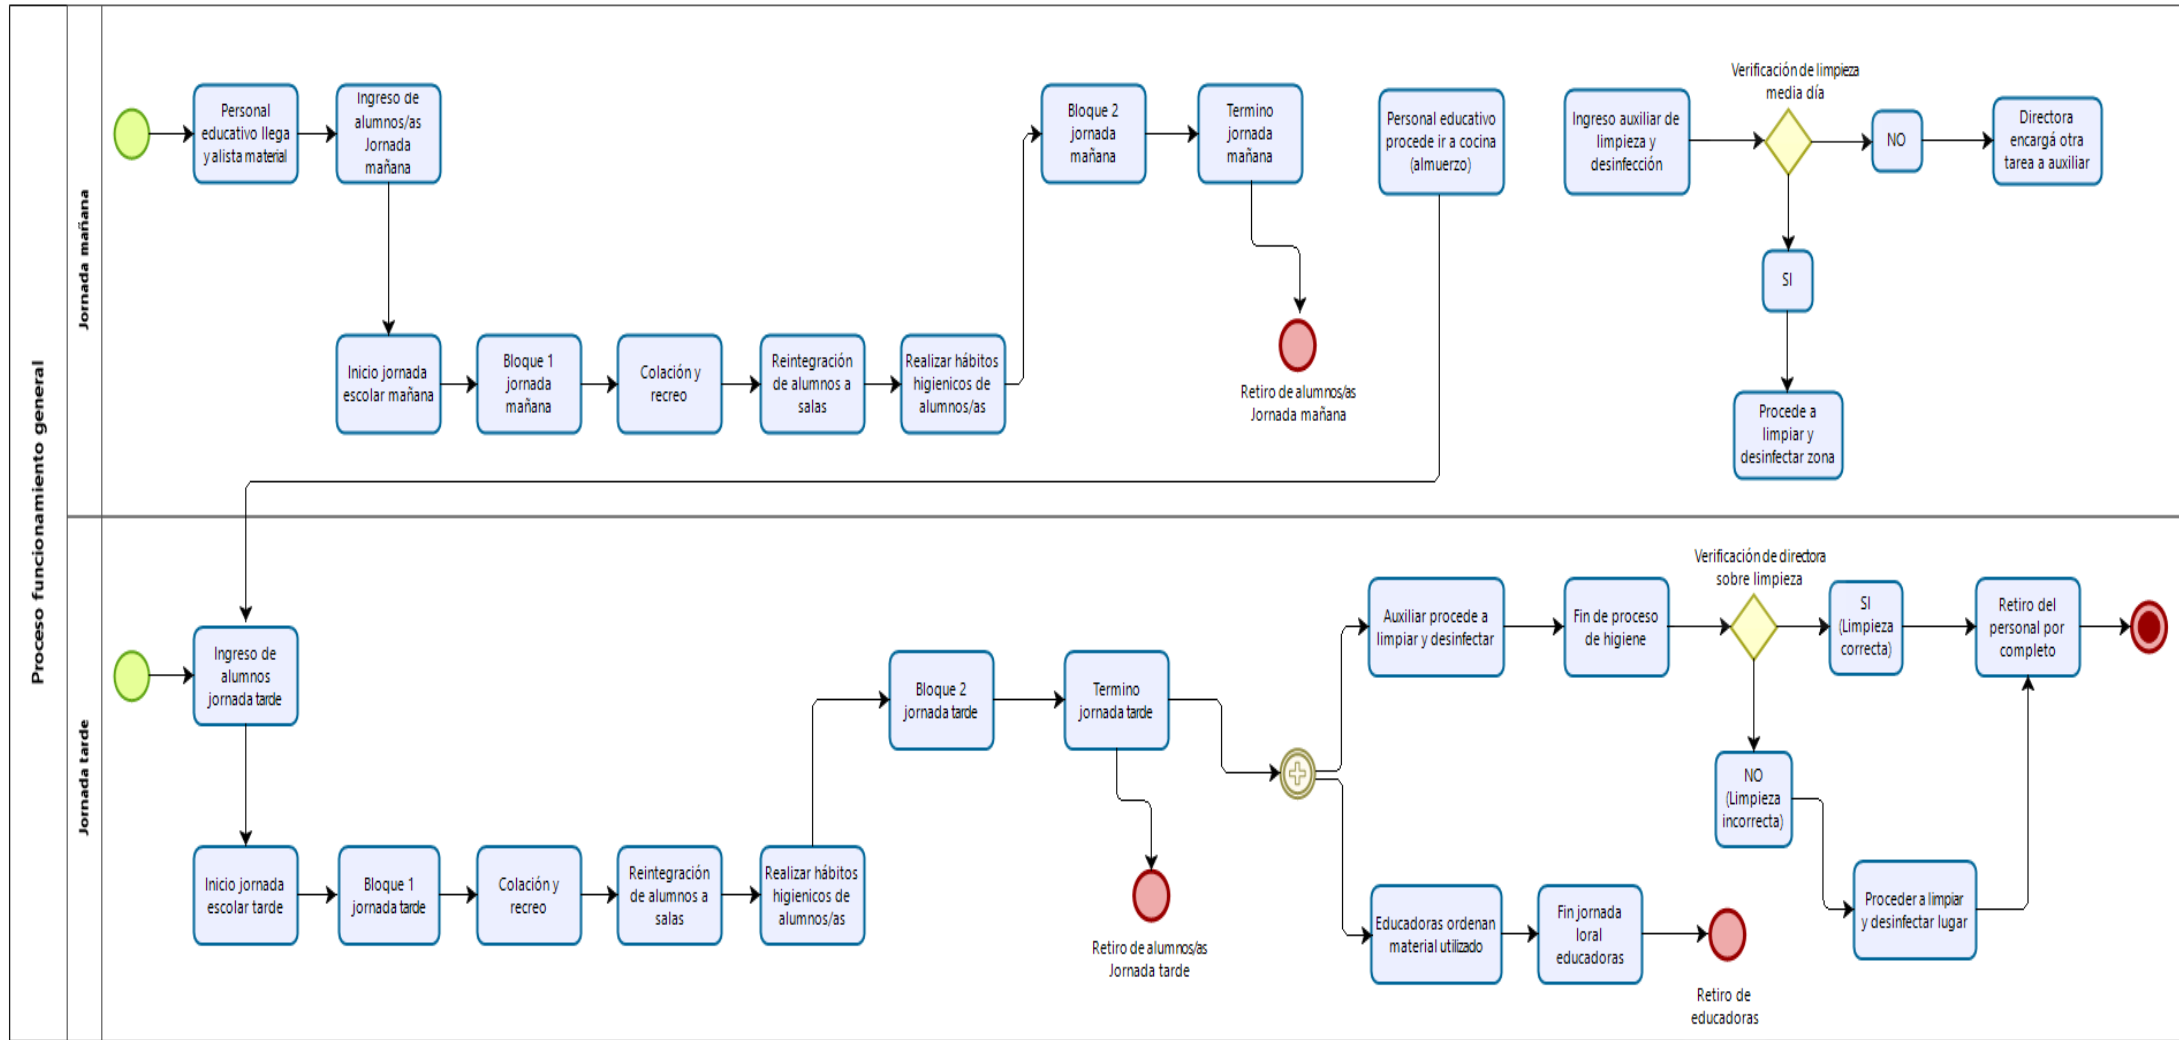 Proceso funcionamiento general
Jornada mañana
Personal
educativo llega
y alista material
Ingreso de
alumnos/as
Jornada
mañana
Inicio jornada
escolar mañana
Bloque 1
jornada
mañana
Colación y
recreo
Reintegración
de alumnos a
salas
Realizar hábitos
higienicos de
alumnos/as
Bloque 2
jornada
mañana
Termino
jornada
mañana
Retiro de alumnos/as
Jornada mañana
Personal educativo
procede ir a cocina
(almuerzo)
Ingreso auxiliar de
limpieza y
desinfección
Verificación de limpieza
media día
NO
Directora
encargá otra
tarea a auxiliar
SI
Procede a
limpiar y
desinfectar zona
Jornada tarde
Ingreso de
alumnos
jornada tarde
Inicio jornada
escolar tarde
Bloque 1
jornada tarde
Colación y
recreo
Reintegración
de alumnos a
salas
Realizar hábitos
higienicos de
alumnos/as
Bloque 2
jornada tarde
Termino
jornada tarde
Retiro de alumnos/as
Jornada tarde
Auxiliar procede a
limpiar y desinfectar
Fin de proceso
de higiene
Verificación de directora
sobre limpieza
SI
(Limpieza
correcta)
Retiro del
personal por
completo
NO
(Limpieza
incorrecta)
Proceder a limpiar
y desinfectar lugar
Educadoras ordenan
material utilizado
Fin jornada
loral
educadoras
Retiro de
educadoras